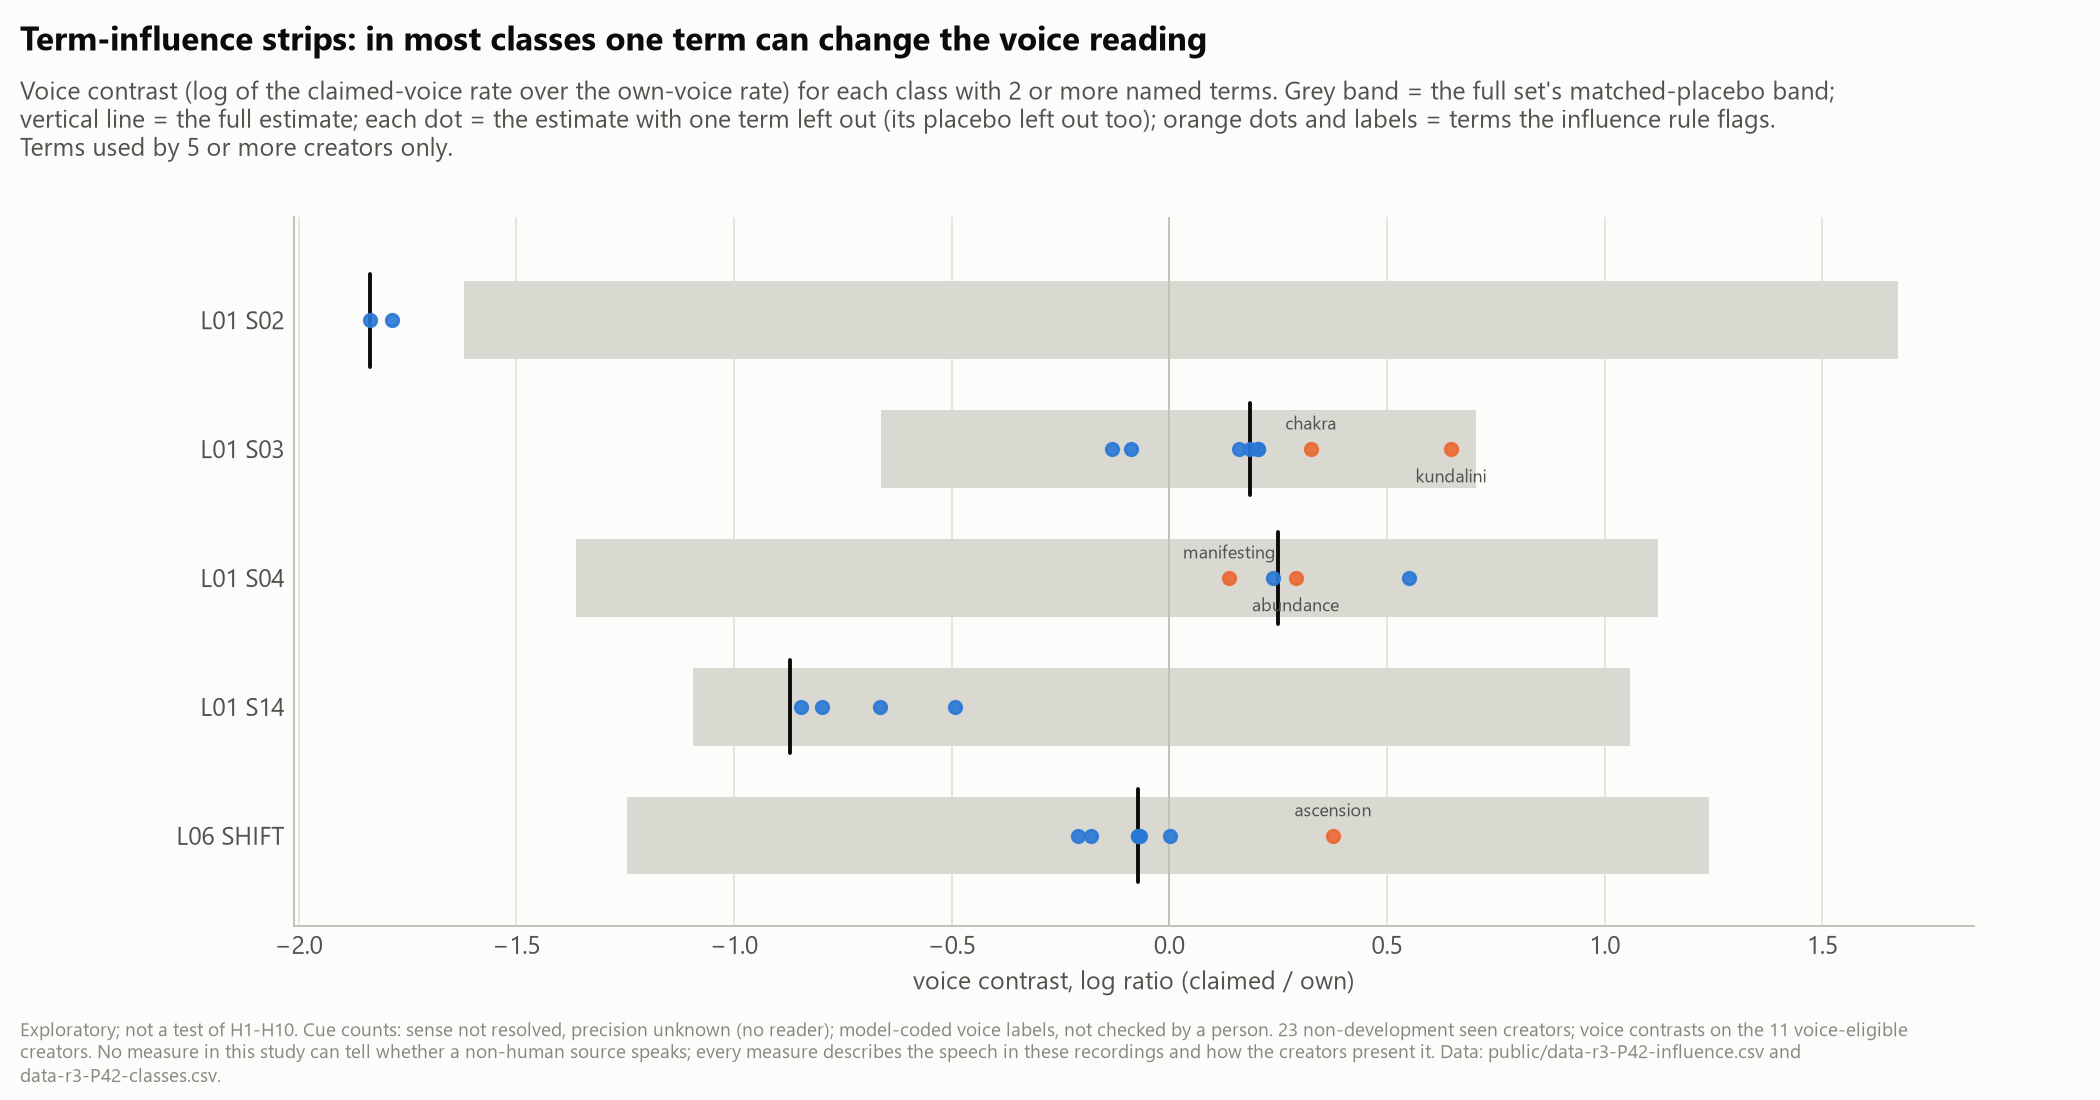 Term-influence strips: in most classes one term can change the voice reading
Voice contrast (log of the claimed-voice rate over the own-voice rate) for each class with 2 or more named terms. Grey band = the full set's matched-placebo band;
vertical line = the full estimate; each dot = the estimate with one term left out (its placebo left out too); orange dots and labels = terms the influence rule flags.
Terms used by 5 or more creators only.
L01 S02
L01 S03
chakra
kundalini
L01 S04
manifesting
abundance
L01 S14
L06 SHIFT
ascension
−2.0 −1.5 −1.0 −0.5 0.0 0.5 1.0 1.5
voice contrast, log ratio (claimed / own)
Exploratory; not a test of H1-H10. Cue counts: sense not resolved, precision unknown (no reader); model-coded voice labels, not checked by a person. 23 non-development seen creators; voice contrasts on the 11 voice-eligible
creators. No measure in this study can tell whether a non-human source speaks; every measure describes the speech in these recordings and how the creators present it. Data: public/data-r3-P42-influence.csv and
data-r3-P42-classes.csv.